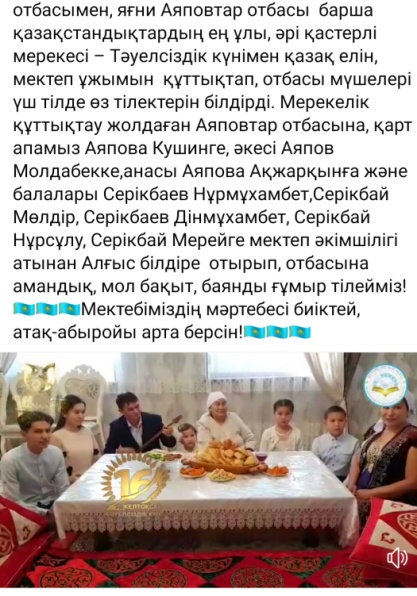 отбасымен, яғни Аяповтар отбасы барша
қазақстандықтардың ең ұлы, әрі қастерлі
мерекесі – Тәуелсіздік күнімен қазақ елін,
мектеп ұжымын құттықтап, отбасы мүшелері
үш тілде өз тілектерін білдірді. Мерекелік
құттықтау жолдаған Аяповтар отбасына, қарт
апамыз Аяпова Кушинге, әкесі Аяпов
Молдабекке,анасы Аяпова Ақжарқынға және
балалары Серікбаев Нұрмұхамбет,Серікбай
Мөлдір, Серікбаев Дінмұхамбет, Серікбай
Нұрсұлу, Серікбай Мерейге мектеп әкімшілігі
атынан Алғыс білдіре отырып, отбасына
амандық, мол бақыт, баянды ғұмыр тілейміз!
🇰🇿🇰🇿🇰🇿Мектебіміздің мәртебесі биіктей,
атақ-абыройы арта берсін!🇰🇿🇰🇿🇰🇿
16
ЖЕЛТОҚСАН